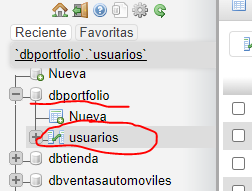 Reciente Favoritas
`dbportfolio`.`usuarios`
Nueva
dbportfolio
Nueva
usuarios
dbtienda
dbventasautomoviles